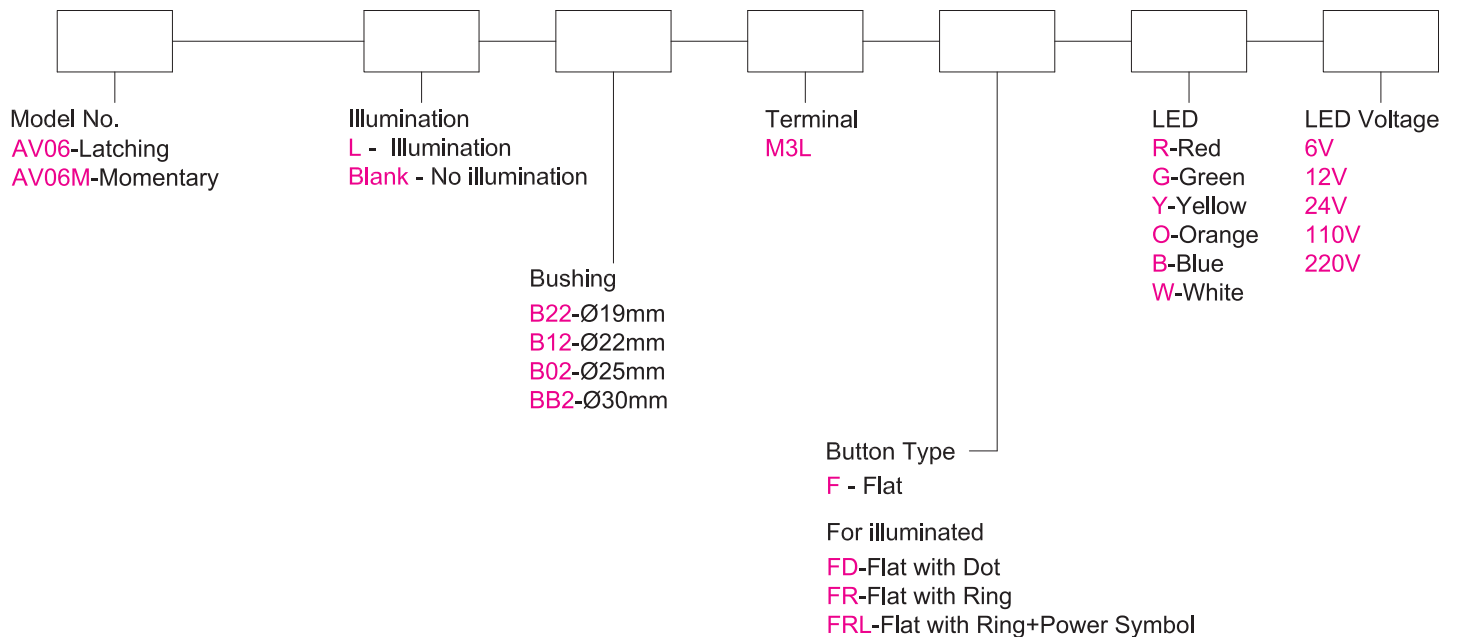 Model No.
AV06-Latching
AV06M-Momentary
Illumination
L - Illumination
Blank - No illumination
Bushing
B22-Ø19mm
B12-Ø22mm
B02-Ø25mm
BB2-Ø30mm
Terminal
M3L
Button Type
F - Flat
For illuminated
FD-Flat with Dot
FR-Flat with Ring
FRL-Flat with Ring+Power Symbol
LED
R-Red
G-Green
Y-Yellow
O-Orange
B-Blue
W-White
LED Voltage
6V
12V
24V
110V
220V